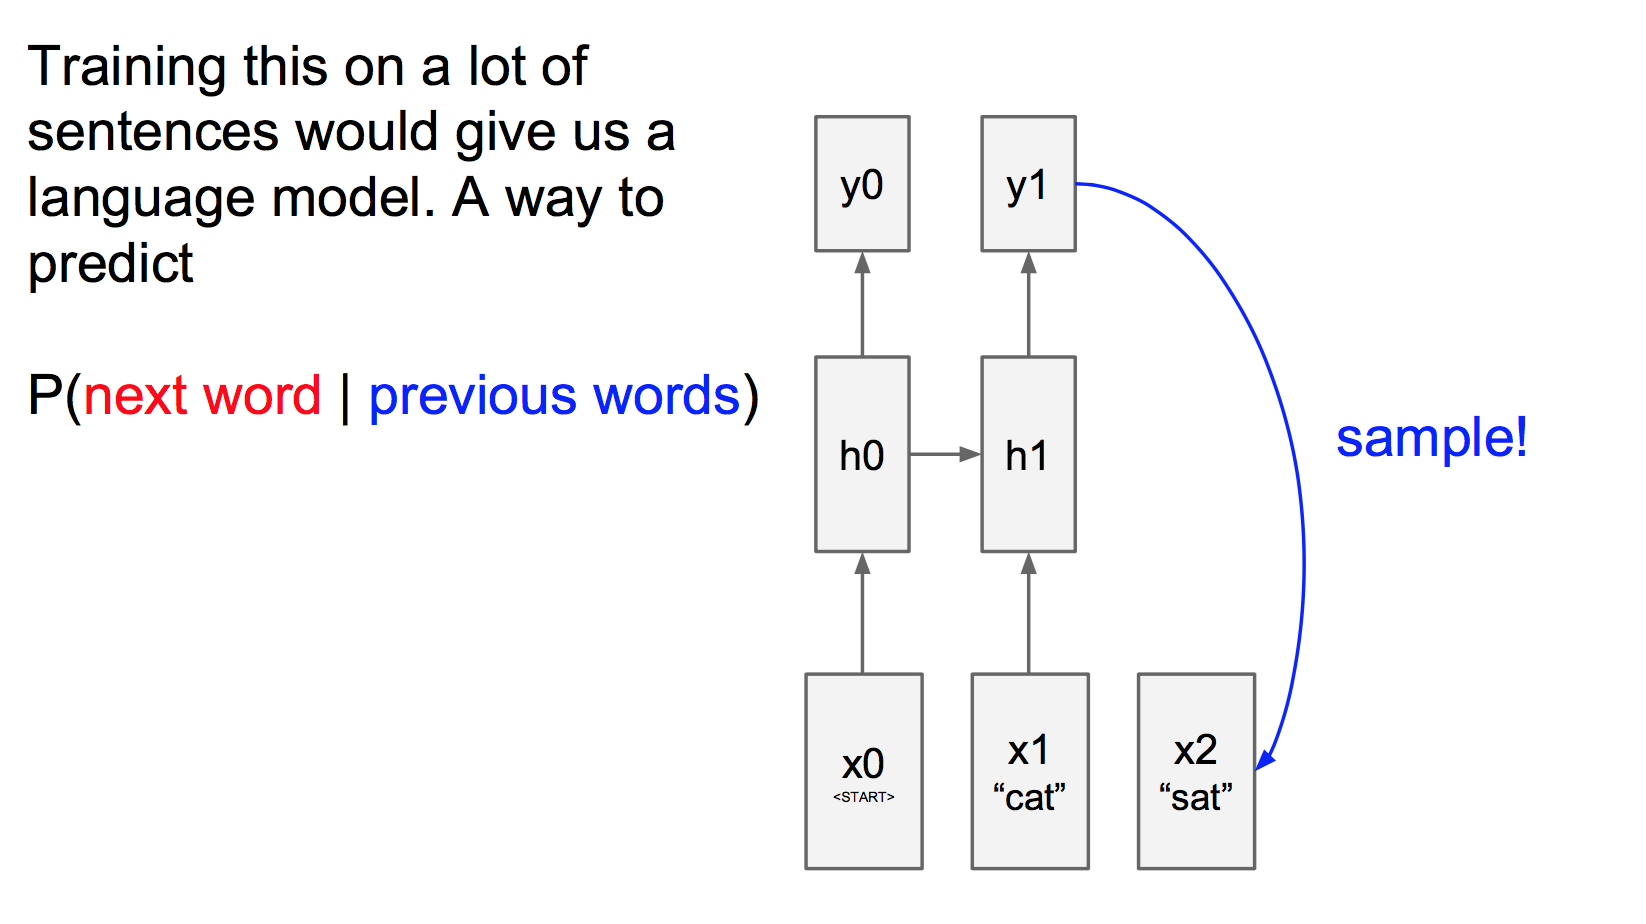 Training this on a lot of
sentences would give us a
language model. A way to
predict
P(next word | previous words)
y0
y1
h0
h1
sample!
x0
<START>
x1
“cat”
x2
“sat”